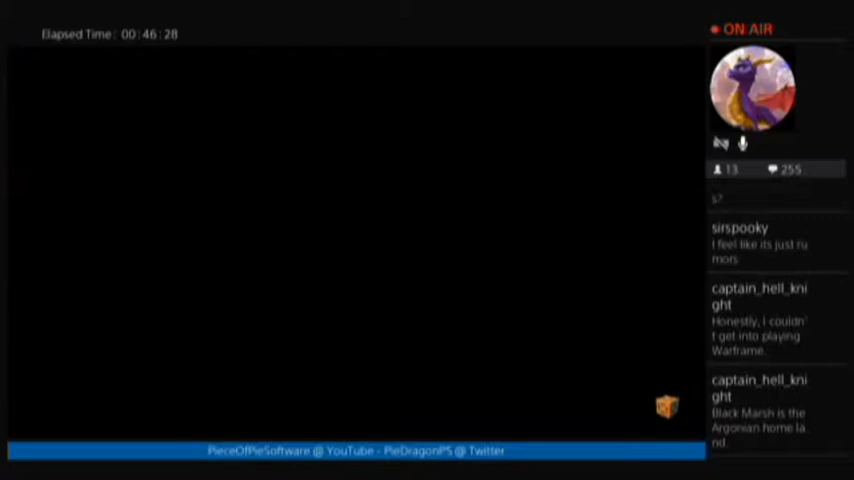 Elapsed Time: 00:46:28
ON AIR
13 255
s?
sirspooky
I feel like its just ru
mors
captain_hell_kni
ght
Honestly, I couldn'
t get into playing
Warframe.
captain_hell_kni
ght
Black Marsh is the
Argonian home la
nd
PieceOfPieSoftware @ YouTube - PieDragonPS @ Twitter